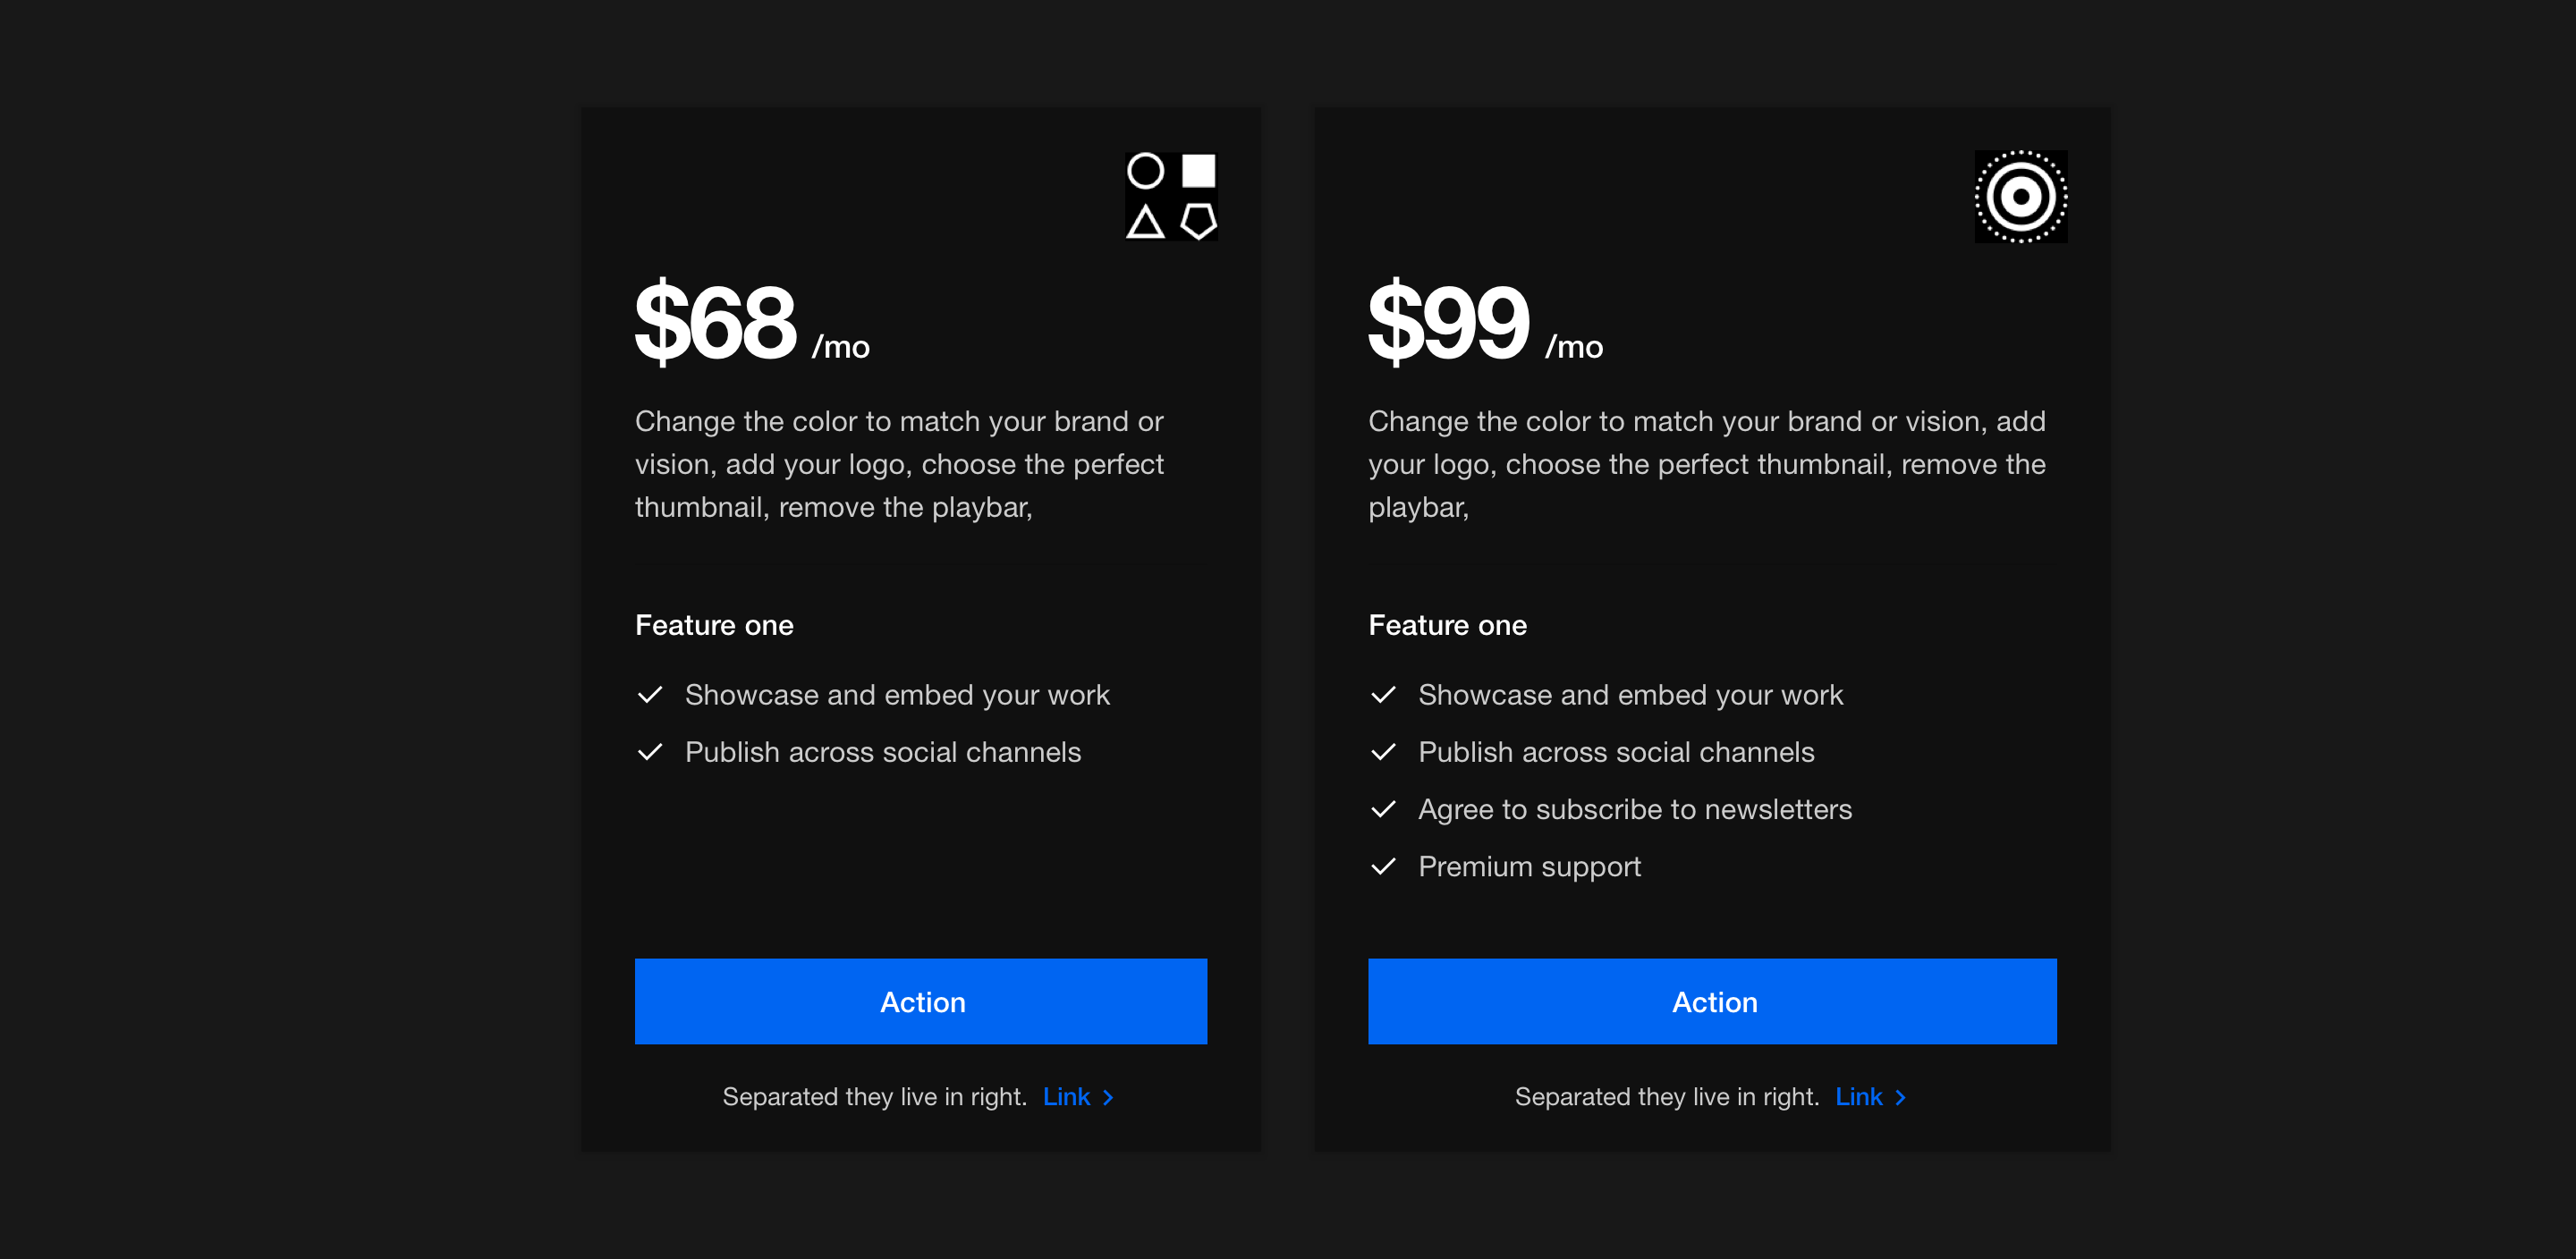 $68 /mo
Change the color to match your brand or
vision, add your logo, choose the perfect
thumbnail, remove the playbar,
Feature one
Showcase and embed your work
Publish across social channels
Action
Separated they live in right. Link
$99 /mo
Change the color to match your brand or vision, add
your logo, choose the perfect thumbnail, remove the
playbar,
Feature one
Showcase and embed your work
Publish across social channels
Agree to subscribe to newsletters
Premium support
Action
Separated they live in right. Link